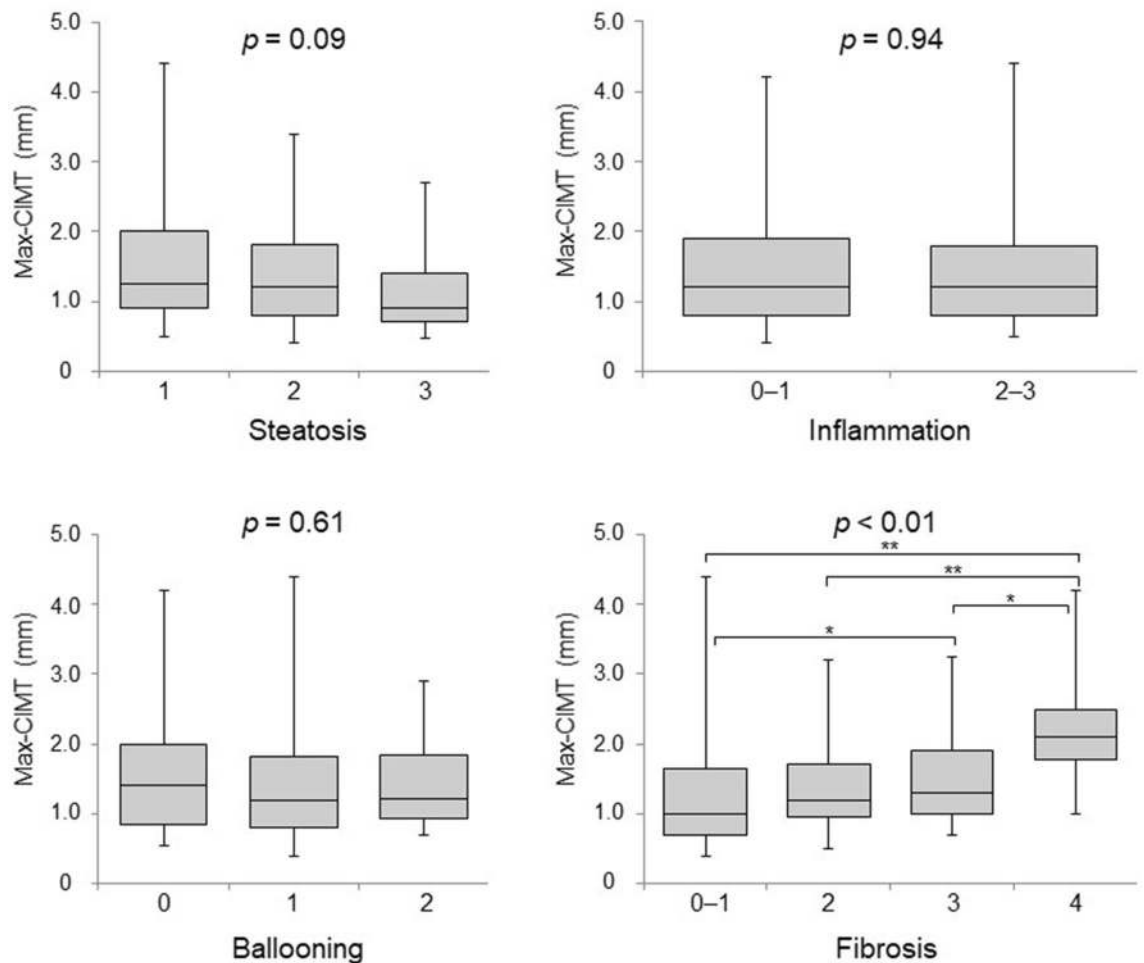 p = 0.09
Max-CIMT (mm)
5.0
4.0
3.0
2.0
1.0
0
1 2 3
Steatosis
p = 0.94
Max-CIMT (mm)
5.0
4.0
3.0
2.0
1.0
0
0–1 2–3
Inflammation
p = 0.61
Max-CIMT (mm)
5.0
4.0
3.0
2.0
1.0
0
0 1 2
Ballooning
p < 0.01
**
**
*
*
Max-CIMT (mm)
5.0
4.0
3.0
2.0
1.0
0
0–1 2 3 4
Fibrosis